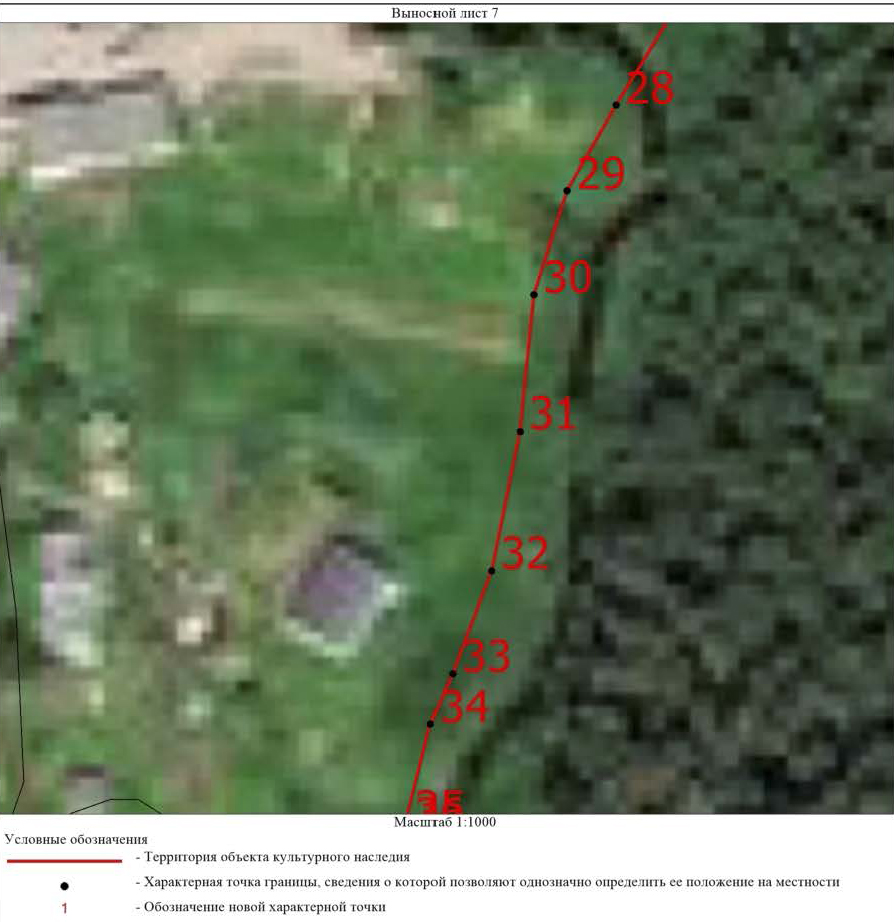 Выносной лист 7
28
29
30
31
32
33
34
Масштаб 1:1000
Условные обозначения
- Территория объекта культурного наследия
- Характерная точка границы, сведения о которой позволяют однозначно определить ее положение на местности
1 - Обозначение новой характерной точки